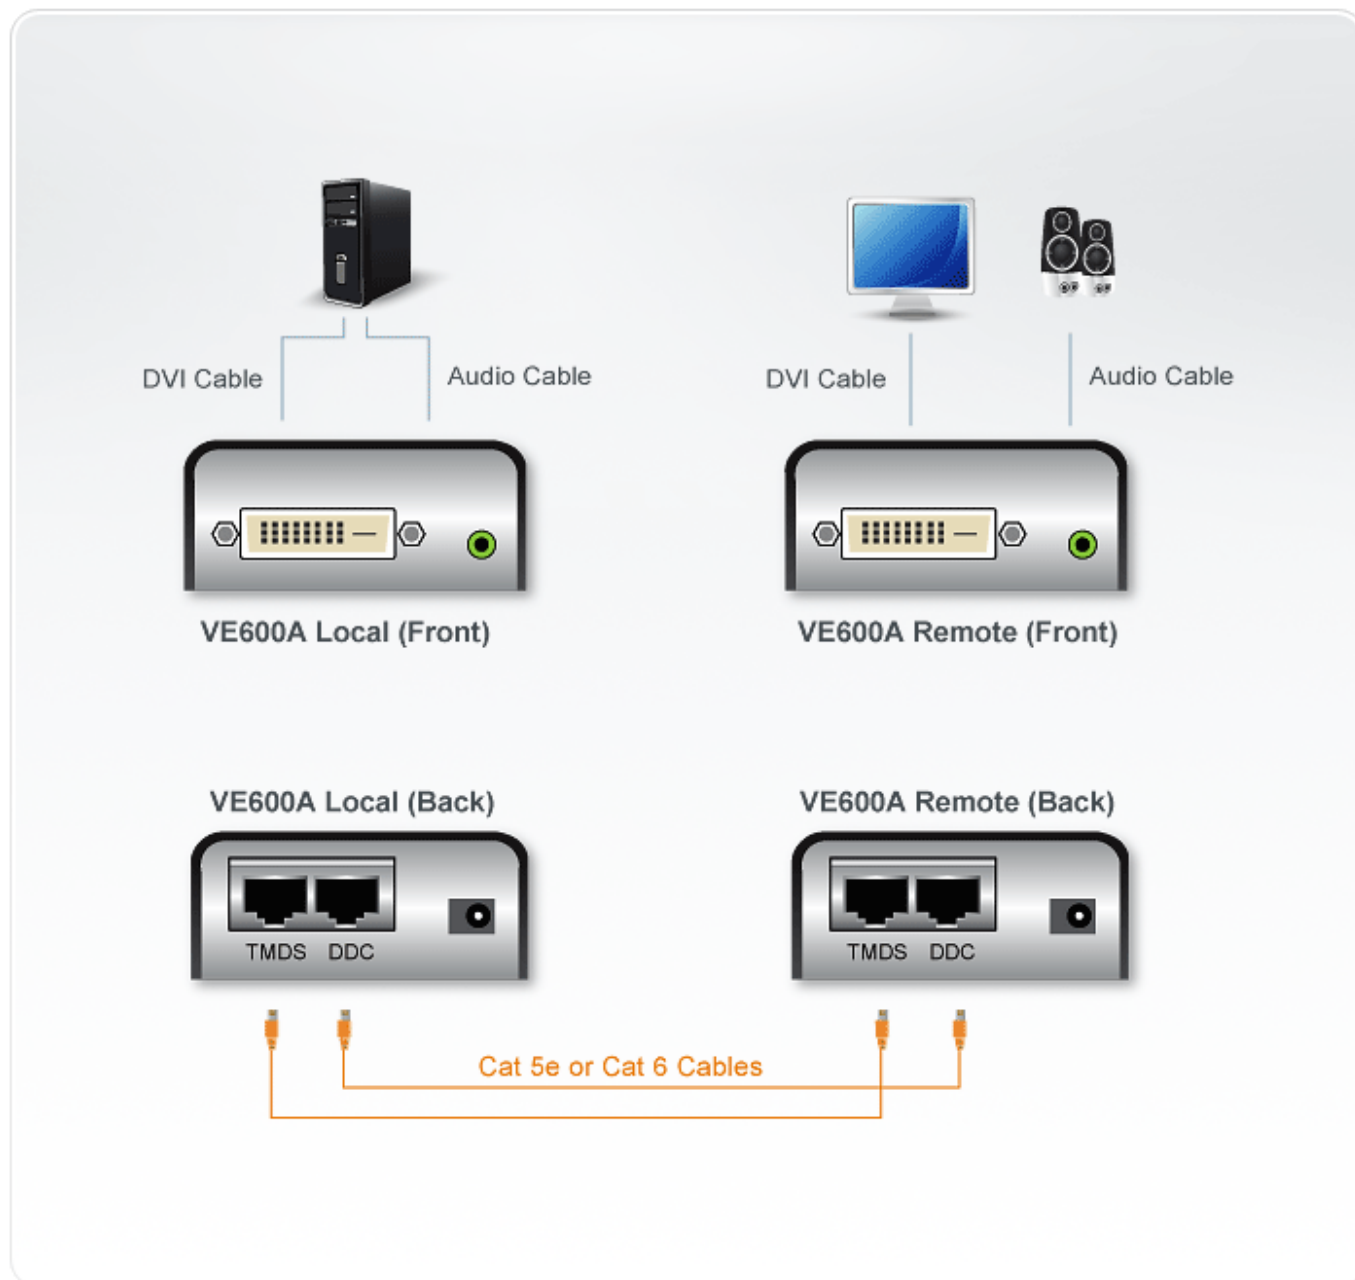 DVI Cable
Audio Cable
DVI Cable
Audio Cable
VE600A Local (Front)
VE600A Remote (Front)
VE600A Local (Back)
VE600A Remote (Back)
TMDS DDC
TMDS DDC
Cat 5e or Cat 6 Cables